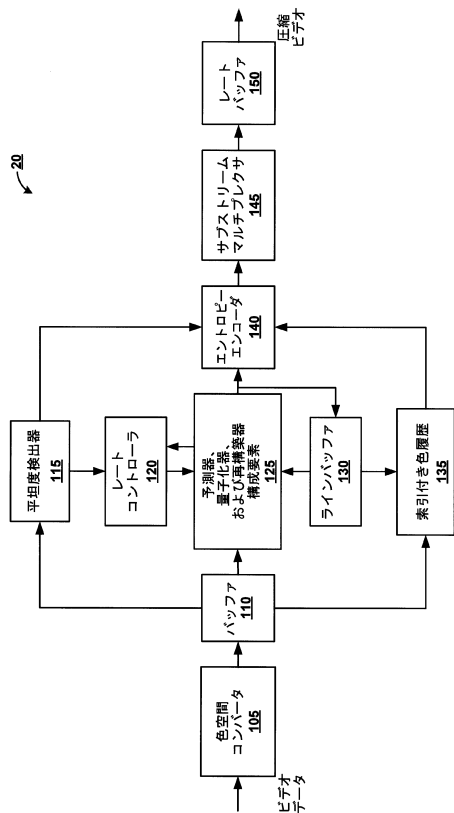 20
ビデオ
データ
色空間
コンバータ
105
バッファ
110
平坦度検出器
115
レート
コントローラ
120
予測器、
量子化器、
および再構築器
構成要素
125
ラインバッファ
130
索引付き色履歴
135
エントロピー
エンコーダ
140
サブストリーム
マルチプレクサ
145
レート
バッファ
150
圧縮
ビデオ